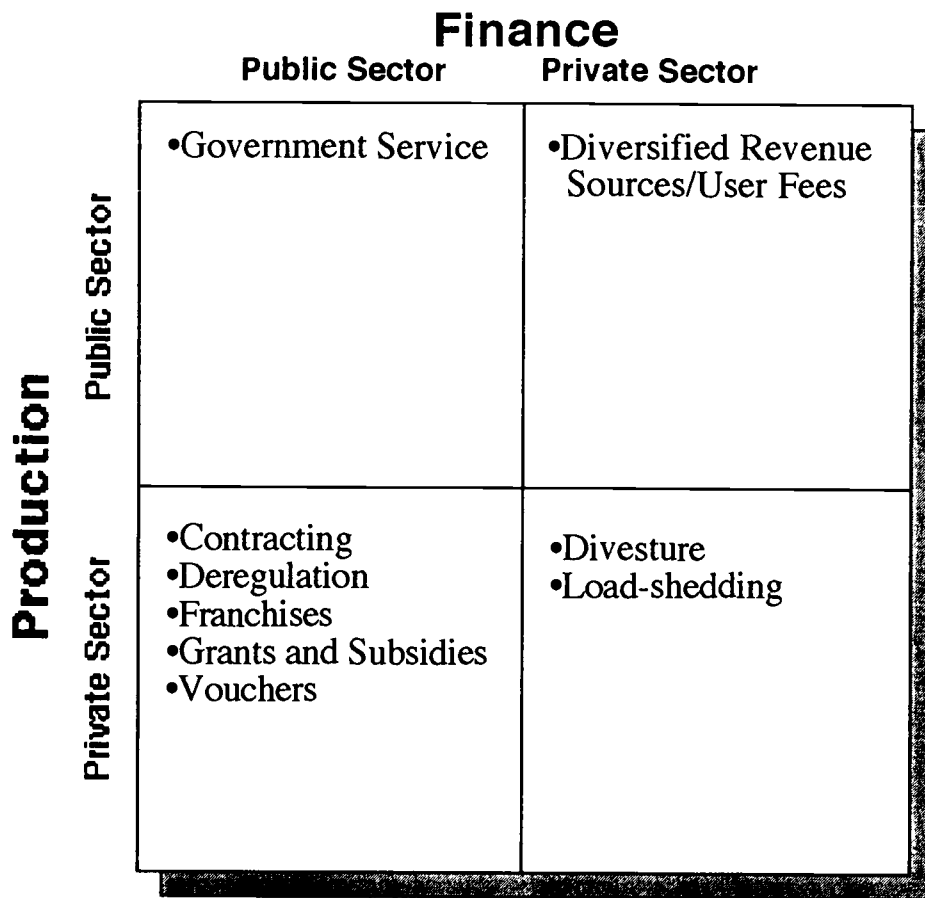 Finance
Public Sector
Private Sector
Production
Public Sector
•Government Service
•Diversified Revenue
Sources/User Fees
Private Sector
•Contracting
•Deregulation
•Franchises
•Grants and Subsidies
•Vouchers
•Divesture
•Load-shedding